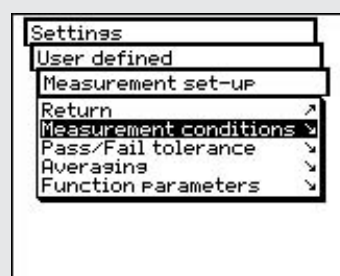 Settings
User defined
Measurement set-up
Return ↗
Measurement conditions ↘
Pass/Fail tolerance ↘
Averaging ↘
Function parameters ↘